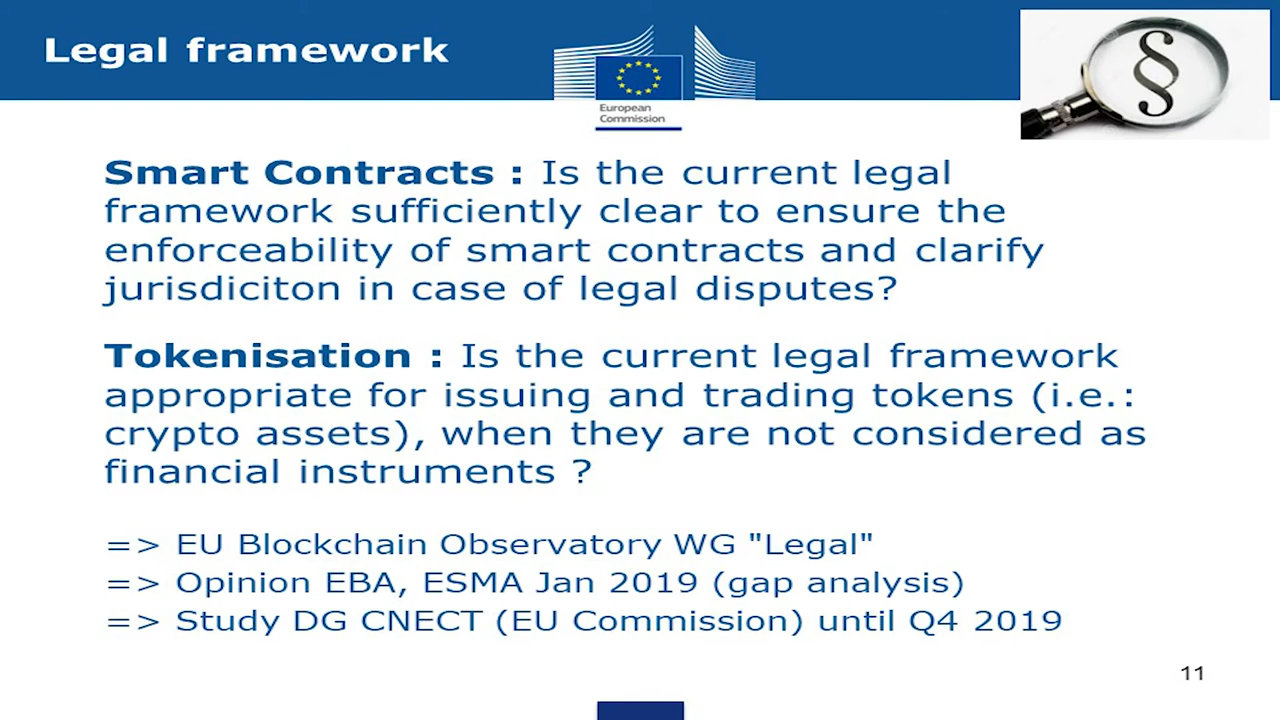 Legal framework
European
Commission
§
Smart Contracts : Is the current legal
framework sufficiently clear to ensure the
enforceability of smart contracts and clarify
jurisdiciton in case of legal disputes?
Tokenisation : Is the current legal framework
appropriate for issuing and trading tokens (i.e.:
crypto assets), when they are not considered as
financial instruments ?
=> EU Blockchain Observatory WG "Legal"
=> Opinion EBA, ESMA Jan 2019 (gap analysis)
=> Study DG CNECT (EU Commission) until Q4 2019
11